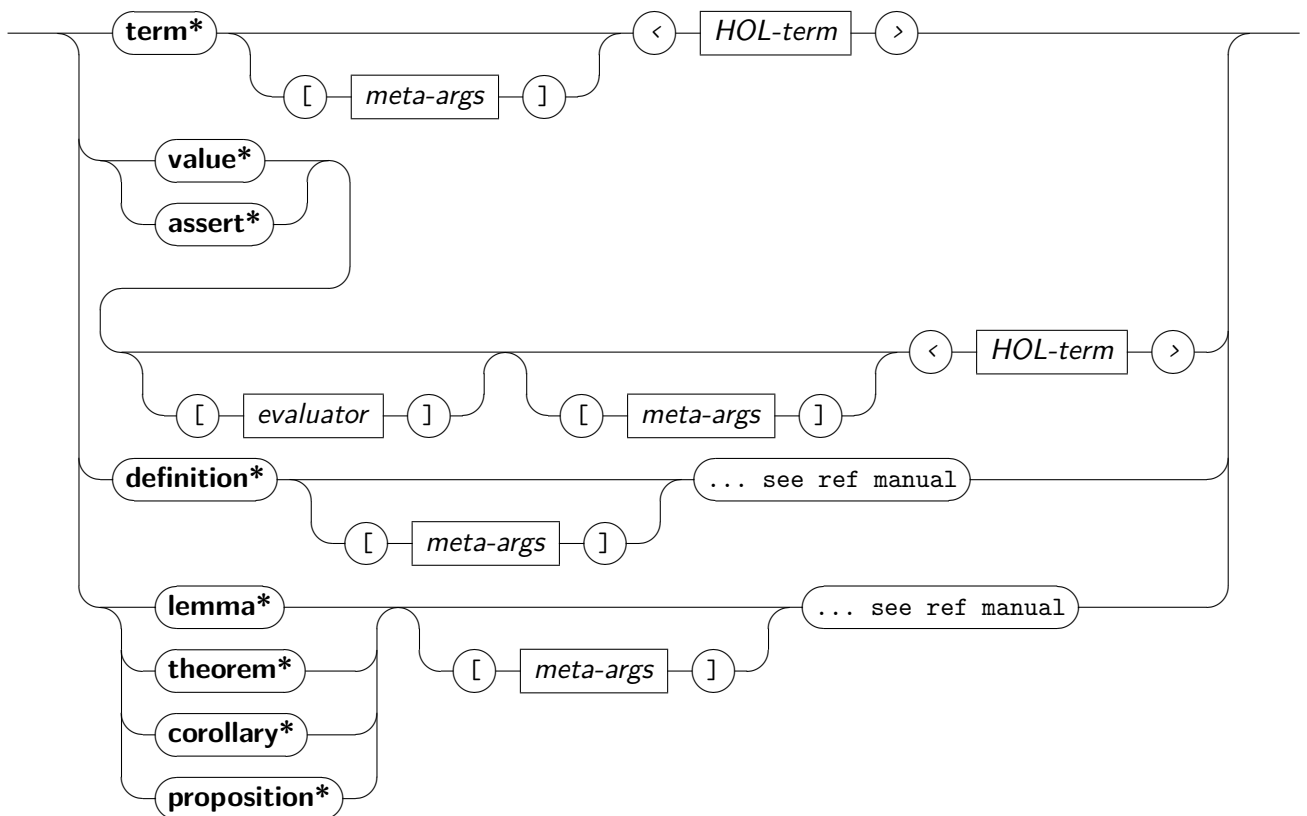 term* < HOL-term >
[ meta-args ]
value*
assert*
< HOL-term >
[ evaluator ] [ meta-args ]
definition* ... see ref manual
[ meta-args ]
lemma* ... see ref manual
theorem* [ meta-args ]
corollary*
proposition*